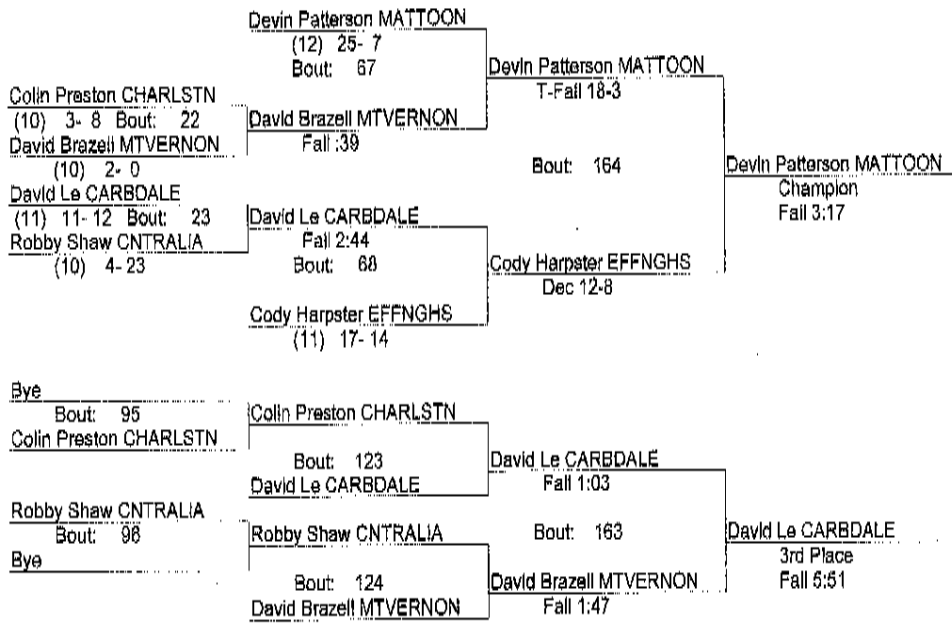 Devin Patterson MATTOON
(12) 25- 7
Bout: 67
Devin Patterson MATTOON
T-Fall 18-3
Colin Preston CHARLSTN
(10) 3- 8 Bout: 22
David Brazell MTVERNON
Fall :39
David Brazell MTVERNON
(10) 2- 0
Bout: 164
Devin Patterson MATTOON
Champion
Fall 3:17
David Le CARBDALE
(11) 11- 12 Bout: 23
David Le CARBDALE
Fall 2:44
Robby Shaw CNTRALIA
(10) 4- 23
Bout: 68
Cody Harpster EFFNGHS
Dec 12-8
Cody Harpster EFFNGHS
(11) 17- 14
Bye
Bout: 95
Colin Preston CHARLSTN
Colin Preston CHARLSTN
Bout: 123
David Le CARBDALE
Fall 1:03
David Le CARBDALE
Robby Shaw CNTRALIA
Bout: 96
Robby Shaw CNTRALIA
Bout: 163
David Le CARBDALE
3rd Place
Fall 5:51
Bye
Bout: 124
David Brazell MTVERNON
Fall 1:47
David Brazell MTVERNON